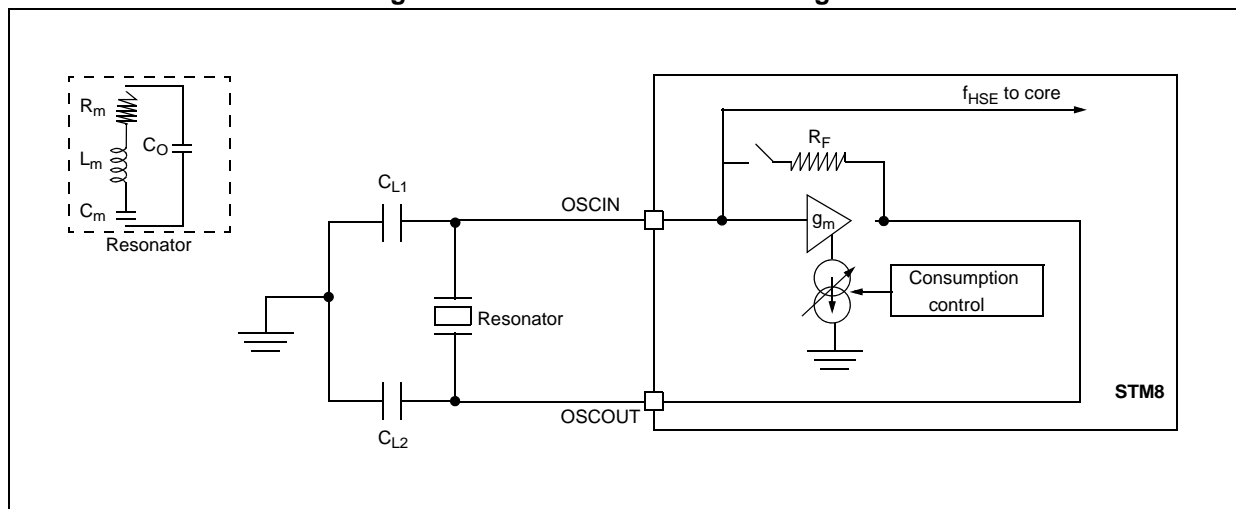 f_HSE to core
R_m
R_F
C_O
L_m
C_L1
OSCIN
C_m
g_m
Resonator
Consumption
control
Resonator
STM8
OSCOUT
C_L2